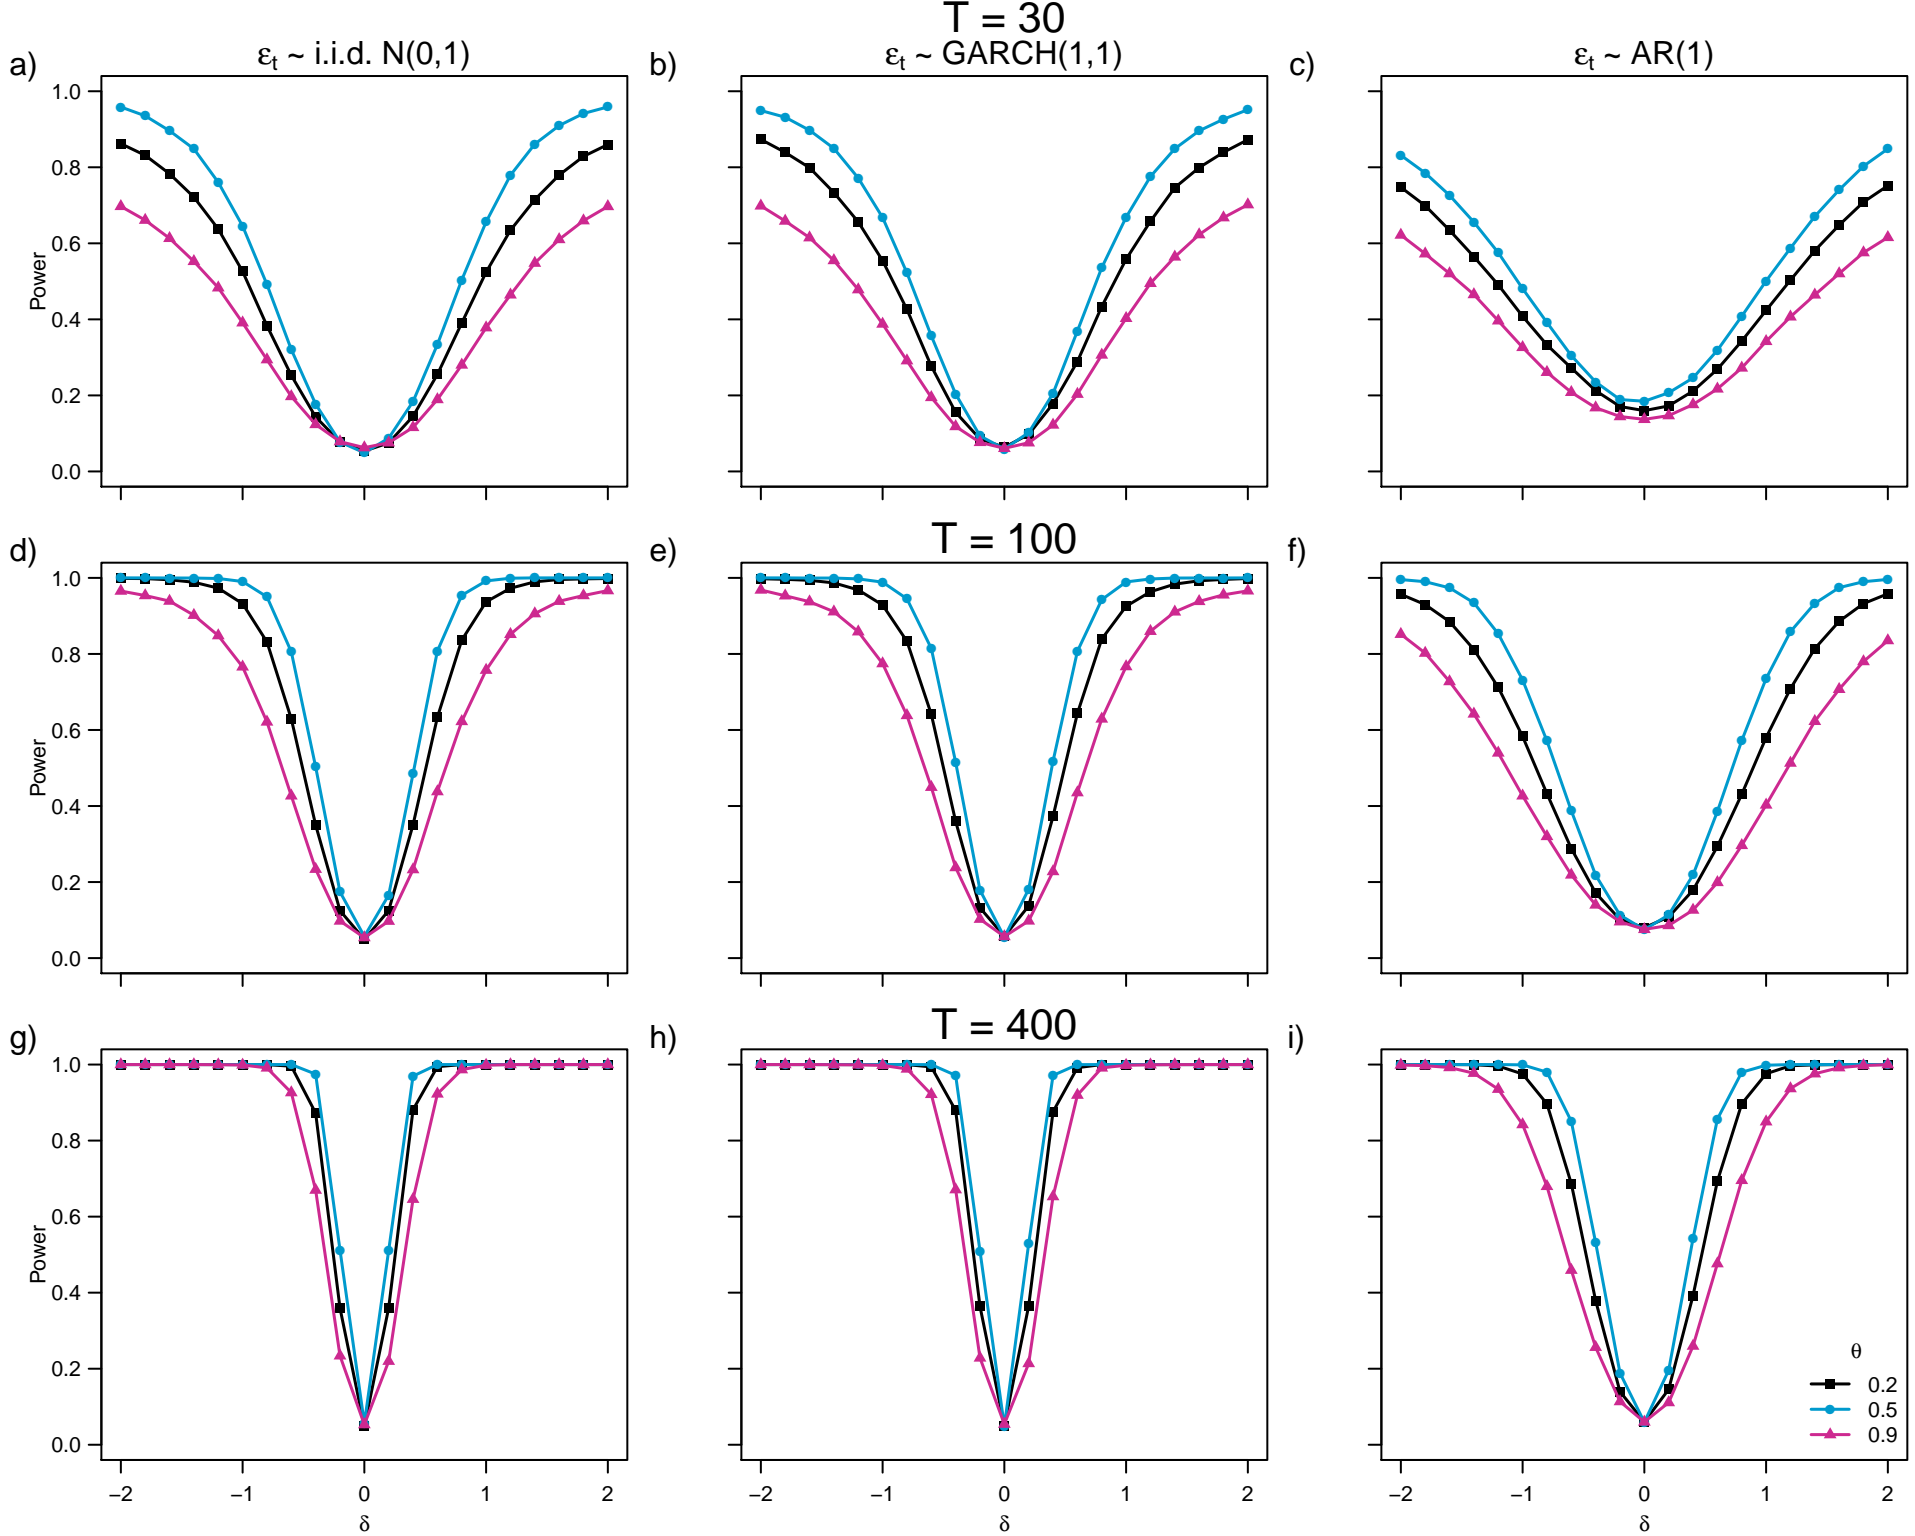 T = 30
a)
εt ~ i.i.d. N(0,1)
b)
εt ~ GARCH(1,1)
c)
εt ~ AR(1)
1.0
0.8
0.6
0.4
0.2
0.0
Power
T = 100
d)
e)
f)
1.0
0.8
0.6
0.4
0.2
0.0
Power
T = 400
g)
h)
i)
1.0
0.8
0.6
0.4
0.2
0.0
Power
θ
0.2
0.5
0.9
−2 −1 0 1 2
−2 −1 0 1 2
−2 −1 0 1 2
δ
δ
δ